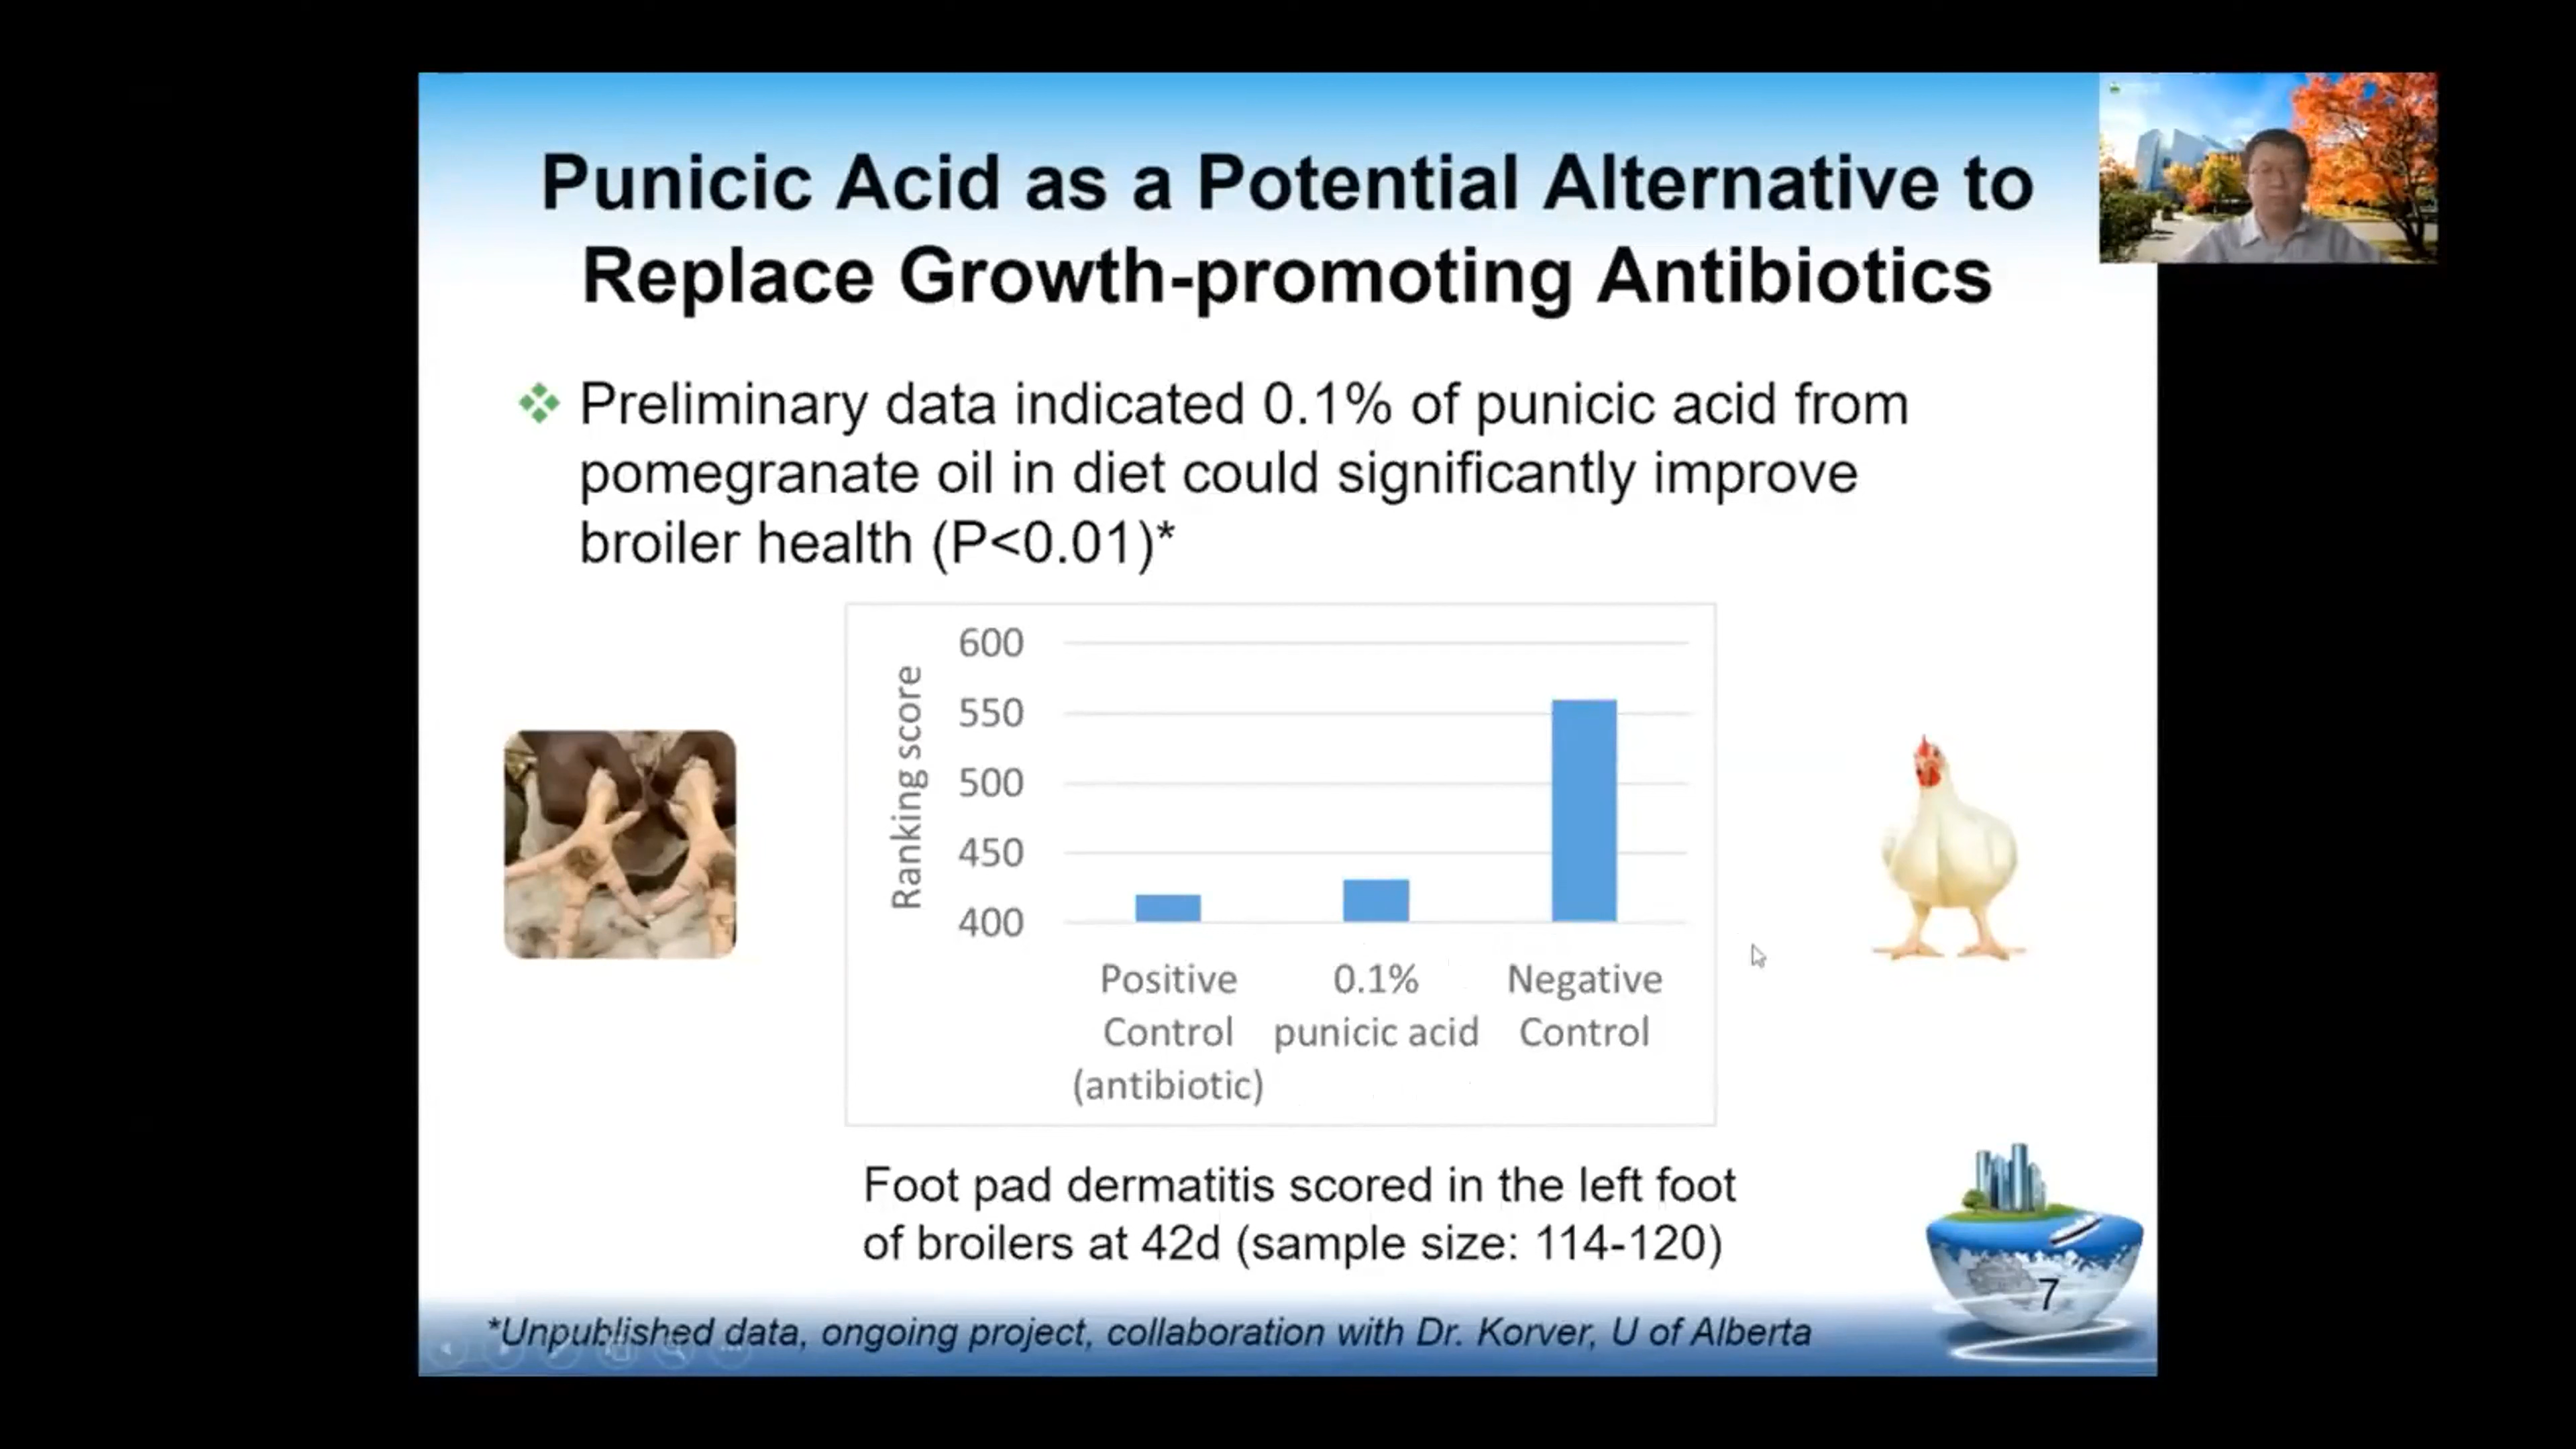 Punicic Acid as a Potential Alternative to
Replace Growth-promoting Antibiotics
Preliminary data indicated 0.1% of punicic acid from
pomegranate oil in diet could significantly improve
broiler health (P<0.01)*
Ranking score
600
550
500
450
400
Positive
Control
(antibiotic)
0.1%
punicic acid
Negative
Control
Foot pad dermatitis scored in the left foot
of broilers at 42d (sample size: 114-120)
7
*Unpublished data, ongoing project, collaboration with Dr. Korver, U of Alberta